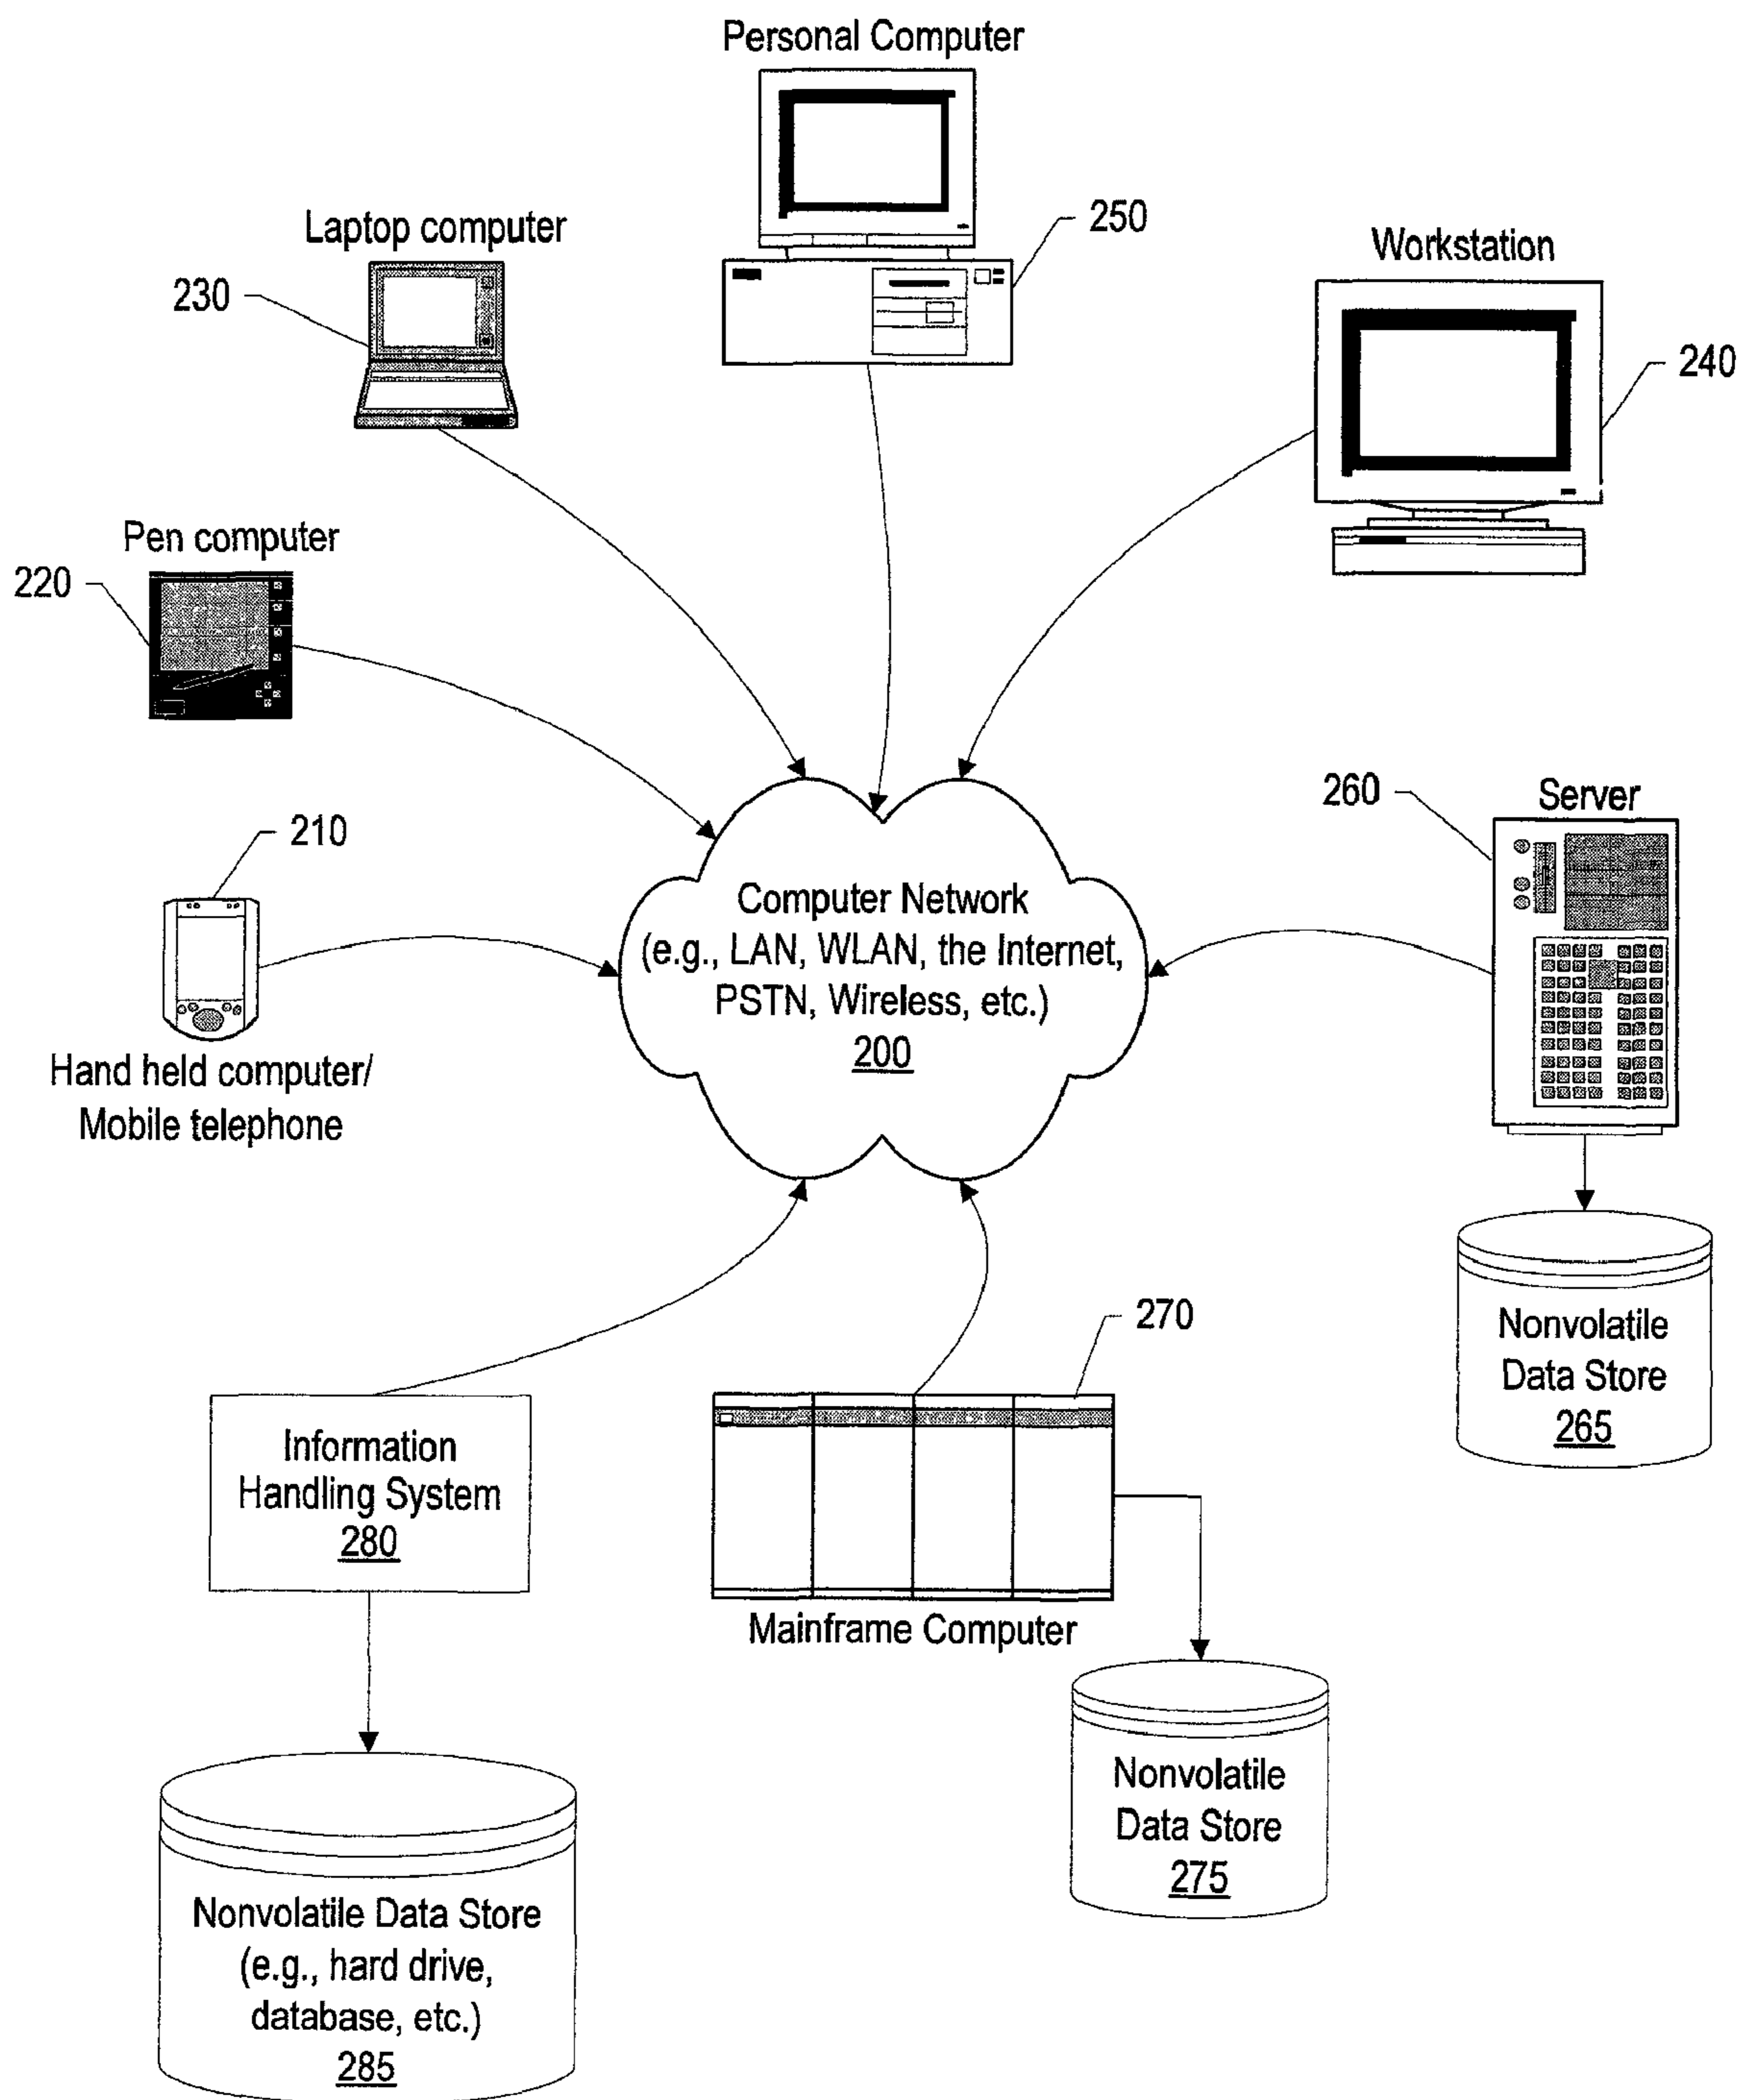 Personal Computer
250
Laptop computer
230
Workstation
240
Pen computer
220
260
Server
210
Hand held computer/
Mobile telephone
Computer Network
(e.g., LAN, WLAN, the Internet,
PSTN, Wireless, etc.)
200
Nonvolatile
Data Store
265
270
Information
Handling System
280
Mainframe Computer
Nonvolatile
Data Store
275
Nonvolatile Data Store
(e.g., hard drive,
database, etc.)
285